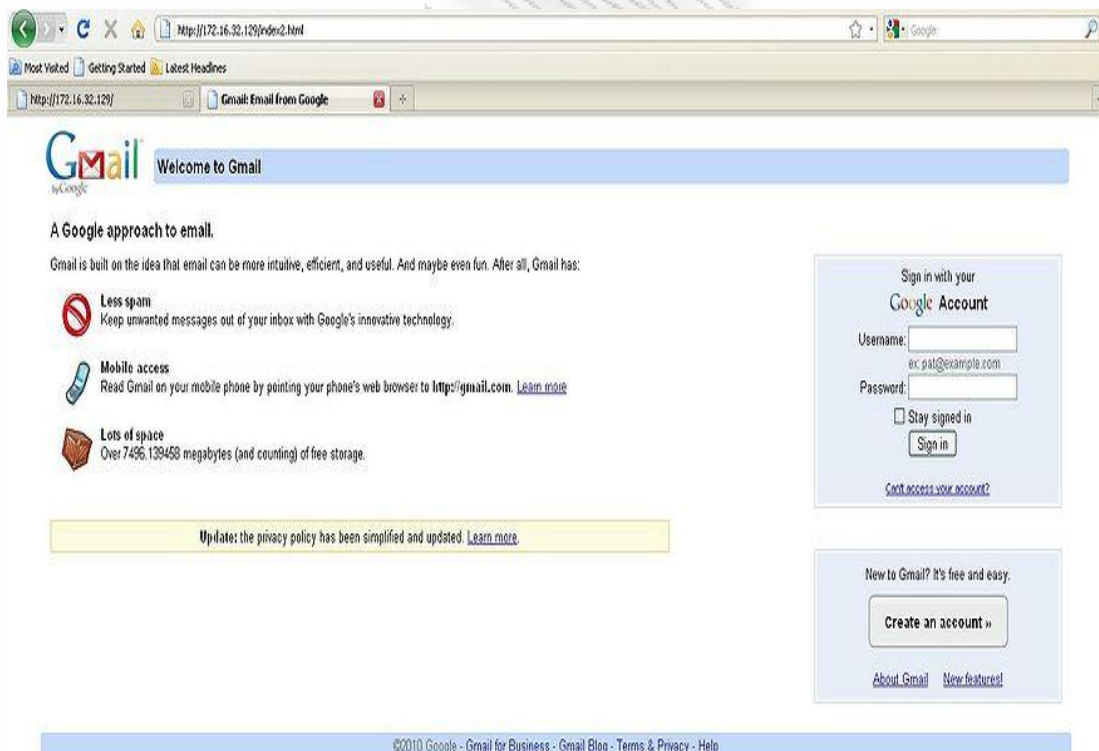 http://172.16.32.129/index2.html
Google
Most Visited Getting Started Latest Headlines
http://172.16.32.129/ Gmail: Email from Google
Gmail
by Google
Welcome to Gmail
A Google approach to email.
Gmail is built on the idea that email can be more intuitive, efficient, and useful. And maybe even fun. After all, Gmail has:
Less spam
Keep unwanted messages out of your inbox with Google's innovative technology.
Mobile access
Read Gmail on your mobile phone by pointing your phone's web browser to http://gmail.com. Learn more
Lots of space
Over 7496.139458 megabytes (and counting) of free storage.
Update: the privacy policy has been simplified and updated. Learn more.
Sign in with your
Google Account
Username:
ex: pat@example.com
Password:
Stay signed in
Sign in
Can't access your account?
New to Gmail? It's free and easy.
Create an account »
About Gmail New features!
©2010 Google - Gmail for Business - Gmail Blog - Terms & Privacy - Help